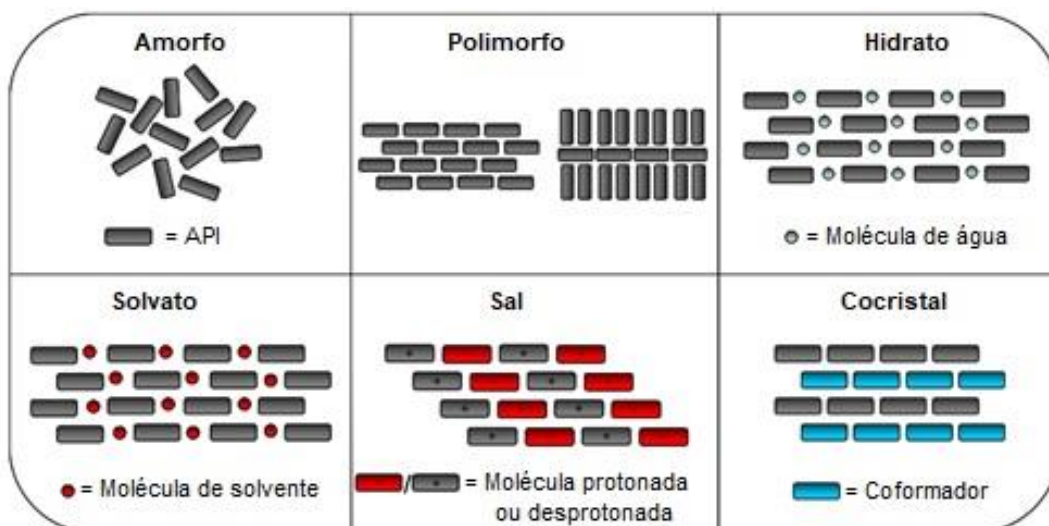 Amorfo
= API
Polimorfo
Hidrato
= Molécula de água
Solvato
= Molécula de solvente
Sal
/ = Molécula protonada
ou desprotonada
Cocristal
= Coformador